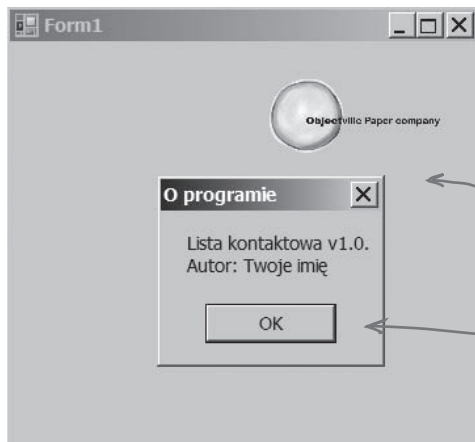 Form1
Objectville Paper company
O programie
Lista kontaktowa v1.0.
Autor: Twoje imię
OK